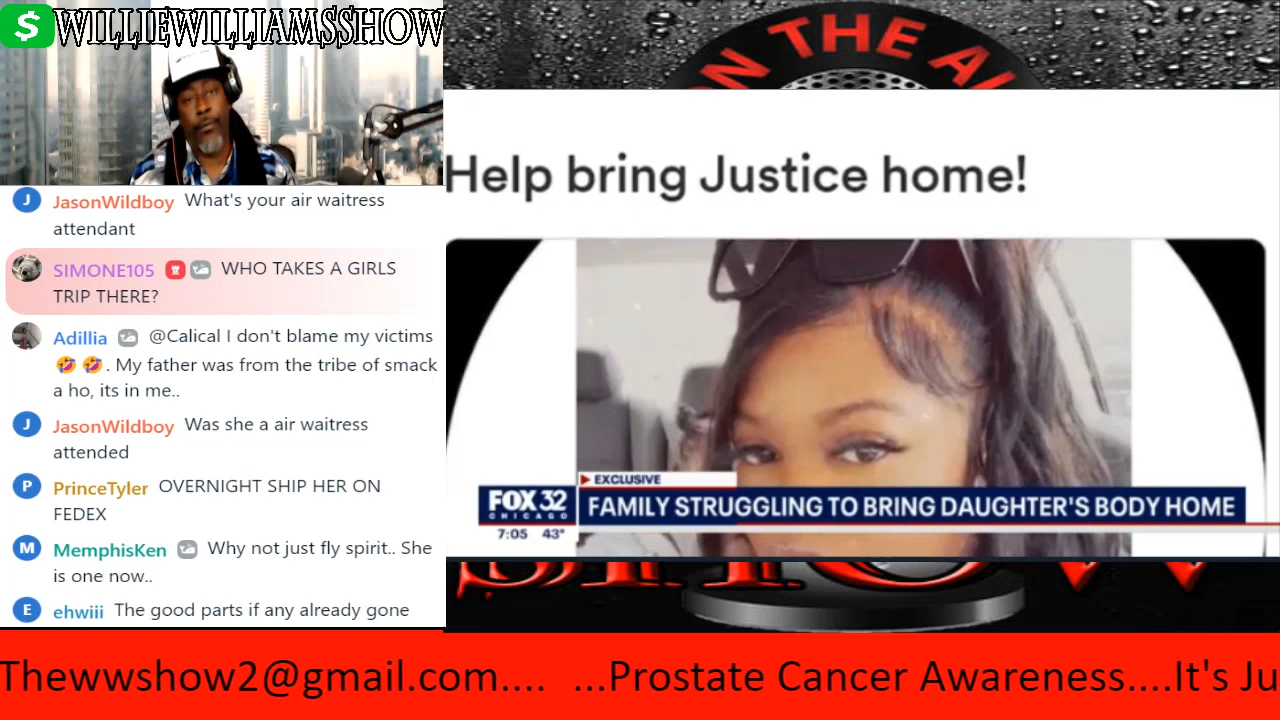 $ WILLIEWILLIAMSSHOW
J JasonWildboy What's your air waitress
attendant
SIMONE105 WHO TAKES A GIRLS
TRIP THERE?
Adillia @Calical I don't blame my victims
🤣 🤣. My father was from the tribe of smack
a ho, its in me..
J JasonWildboy Was she a air waitress
attended
P PrinceTyler OVERNIGHT SHIP HER ON
FEDEX
M MemphisKen Why not just fly spirit.. She
is one now..
E ehwiii The good parts if any already gone
ON THE AI
Help bring Justice home!
EXCLUSIVE
FOX 32
CHICAGO
FAMILY STRUGGLING TO BRING DAUGHTER'S BODY HOME
7:05 43°
SHOW
Thewwshow2@gmail.com.... ...Prostate Cancer Awareness....It's Ju